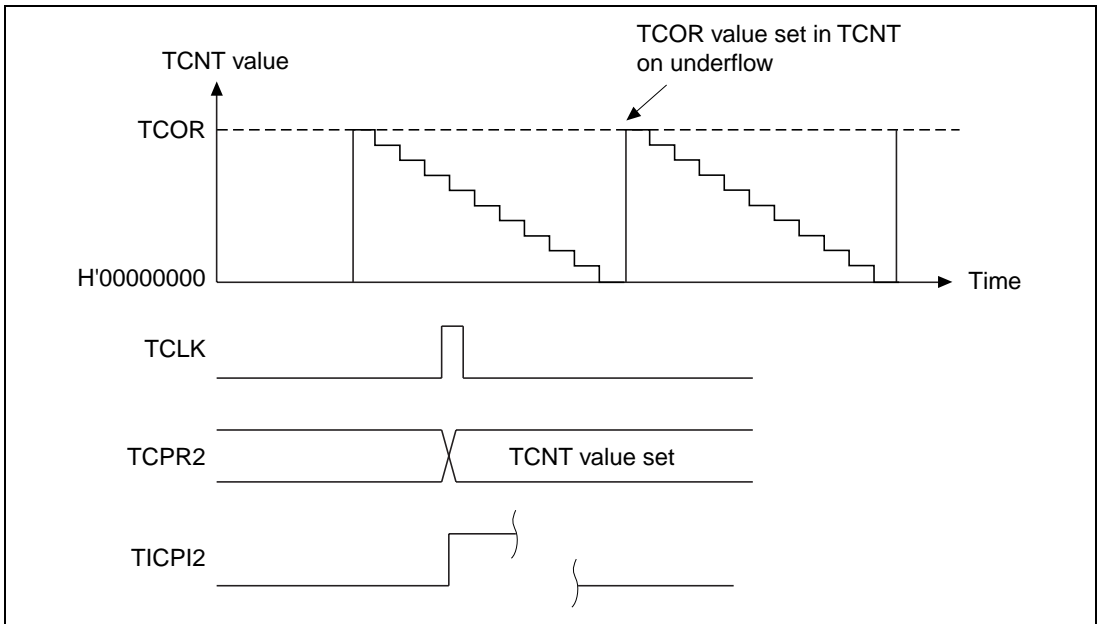 TCOR value set in TCNT
on underflow
TCNT value
TCOR
H'00000000
Time
TCLK
TCPR2
TCNT value set
TICPI2